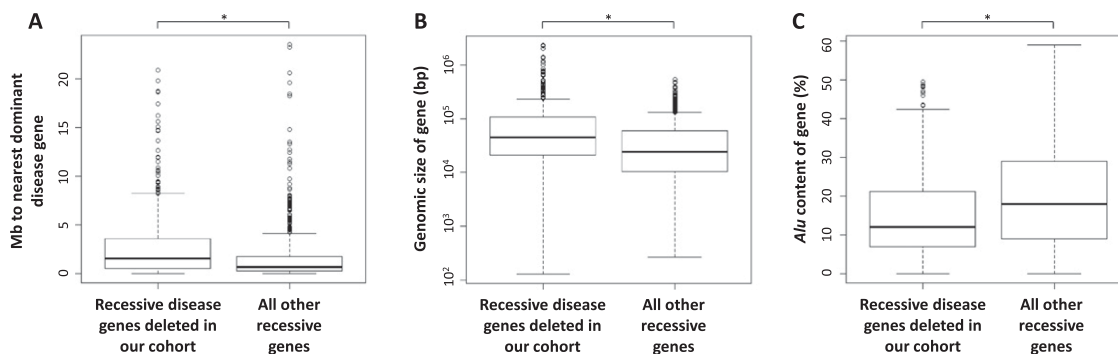 A
*
Mb to nearest dominant
disease gene
20
15
10
5
0
Recessive disease
genes deleted in
our cohort
All other
recessive
genes
B
*
Genomic size of gene (bp)
10⁶
10⁵
10⁴
10³
10²
Recessive disease
genes deleted in
our cohort
All other
recessive
genes
C
*
Alu content of gene (%)
60
50
40
30
20
10
0
Recessive disease
genes deleted in
our cohort
All other
recessive
genes